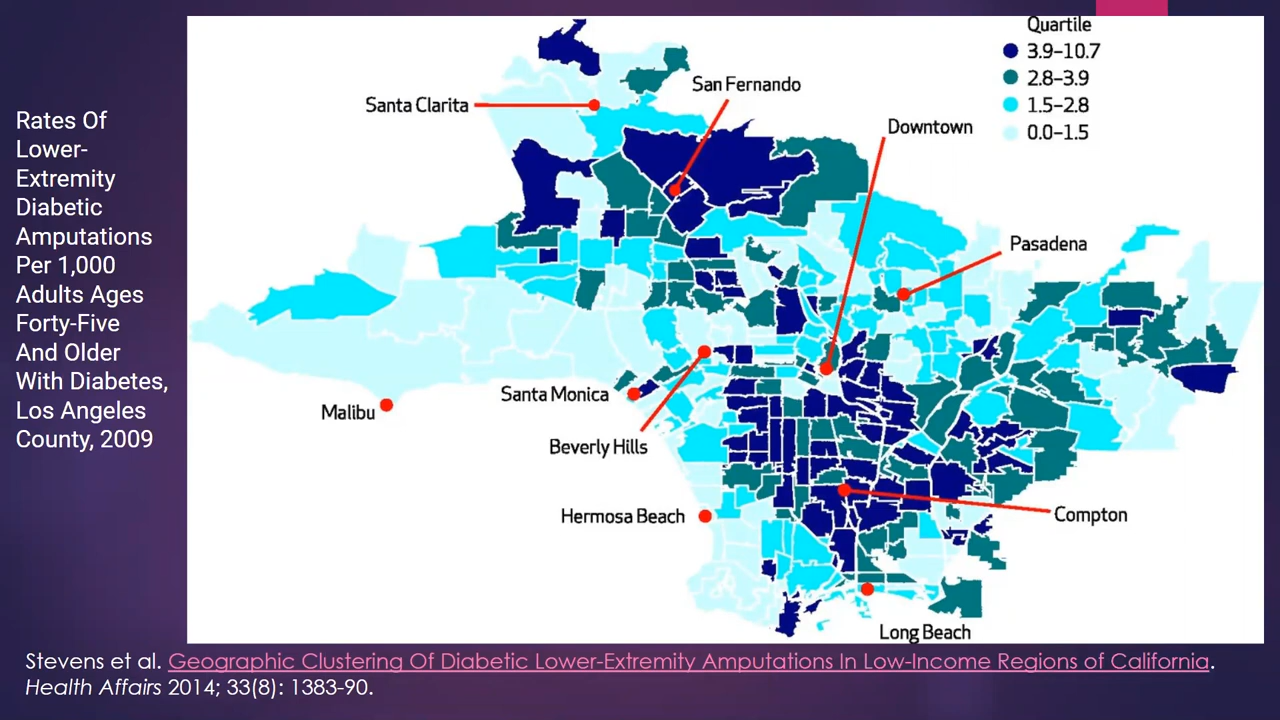 Rates Of
Lower-
Extremity
Diabetic
Amputations
Per 1,000
Adults Ages
Forty-Five
And Older
With Diabetes,
Los Angeles
County, 2009
Quartile
3.9–10.7
2.8–3.9
1.5–2.8
0.0–1.5
San Fernando
Santa Clarita
Downtown
Pasadena
Santa Monica
Malibu
Beverly Hills
Hermosa Beach
Compton
Long Beach
Stevens et al. Geographic Clustering Of Diabetic Lower-Extremity Amputations In Low-Income Regions of California.
Health Affairs 2014; 33(8): 1383-90.